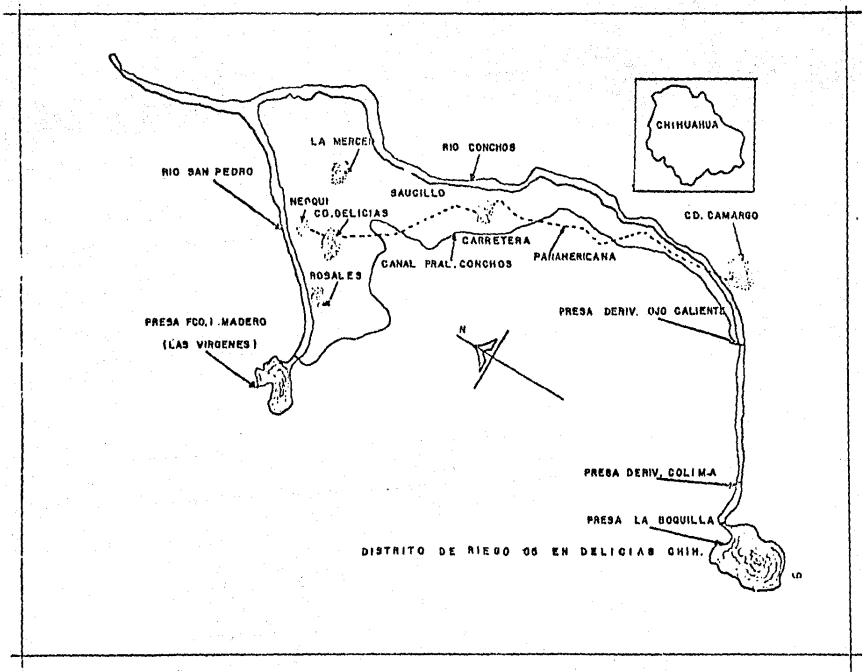 CHIHUAHUA
LA MERCED
RIO CONCHOS
RIO SAN PEDRO
SAUCILLO
MEOQUI
CD. DELICIAS
CD. CAMARGO
CARRETERA
PANAMERICANA
CANAL PRAL. CONCHOS
ROSALES
PRESA DERIV. OJO CALIENTE
PRESA FCO. I. MADERO
(LAS VIRGENES)
N
PRESA DERIV. COLIMA
PRESA LA BOQUILLA
DISTRITO DE RIEGO 05 EN DELICIAS CHIH.
5